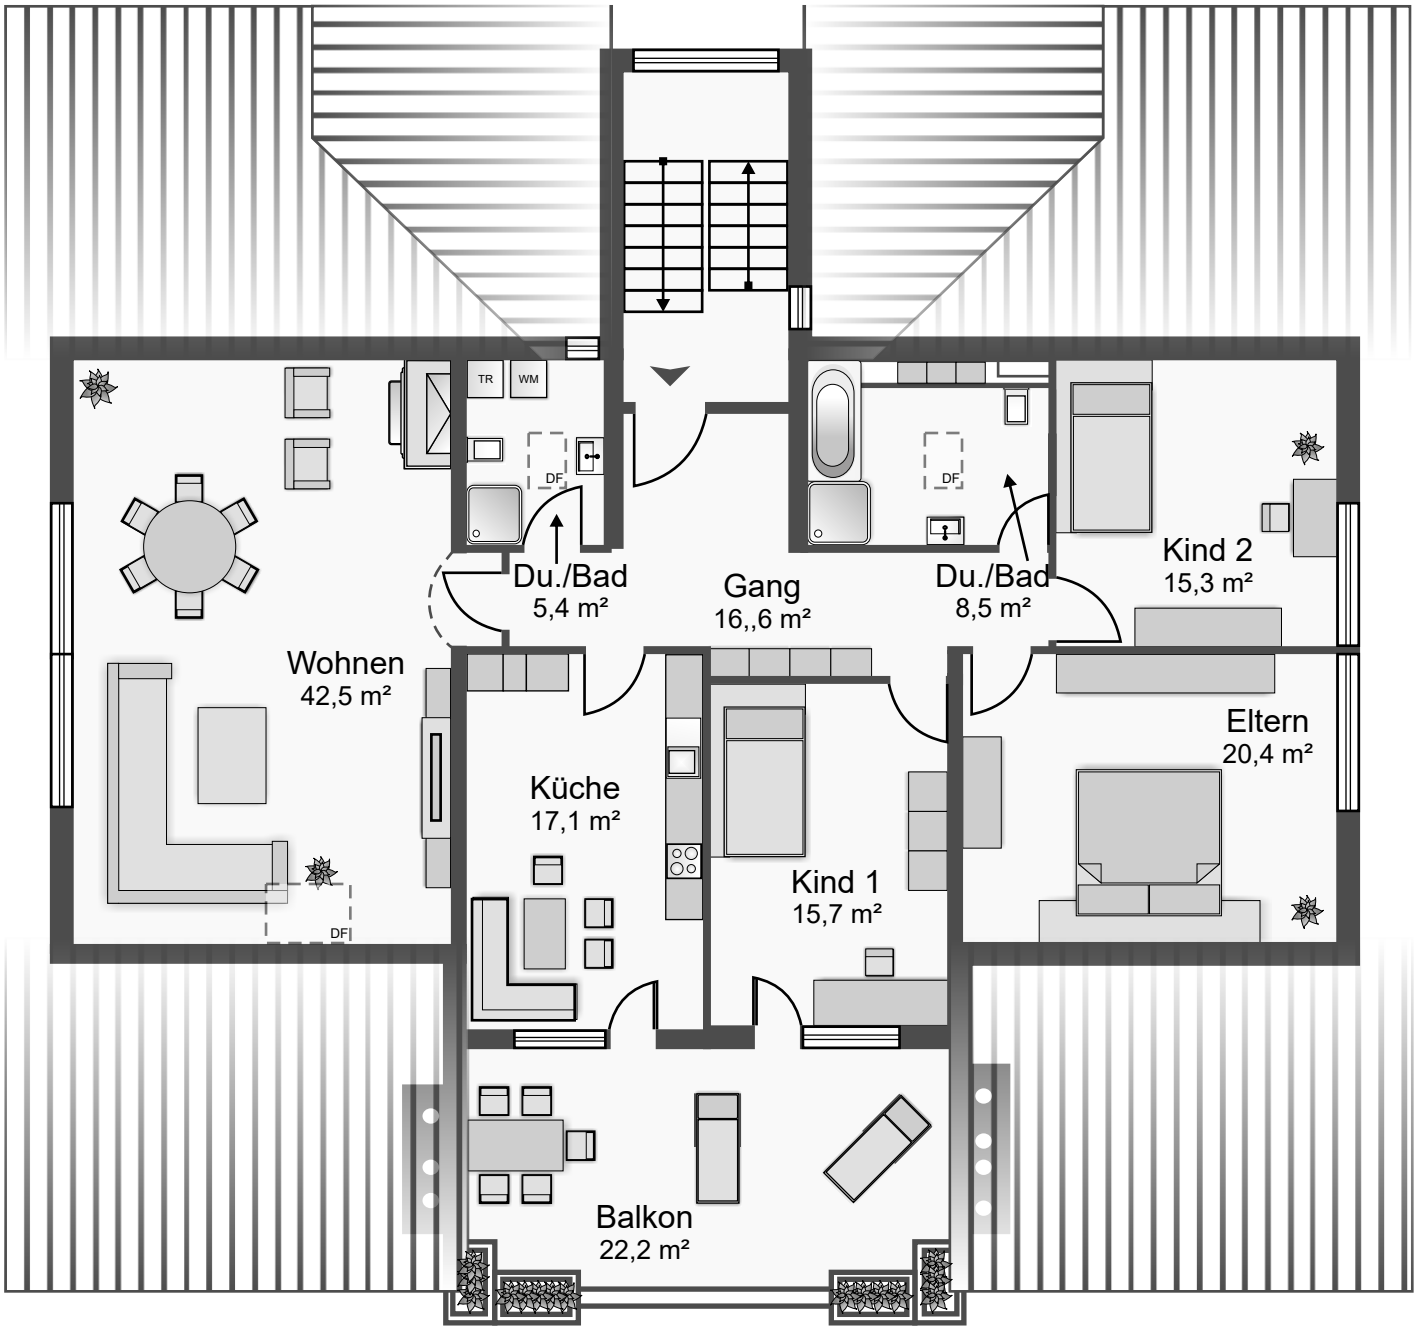 TR
WM
DF
DF
Du./Bad
5,4 m²
Gang
16,,6 m²
Du./Bad
8,5 m²
Kind 2
15,3 m²
Wohnen
42,5 m²
Eltern
20,4 m²
Küche
17,1 m²
Kind 1
15,7 m²
DF
Balkon
22,2 m²